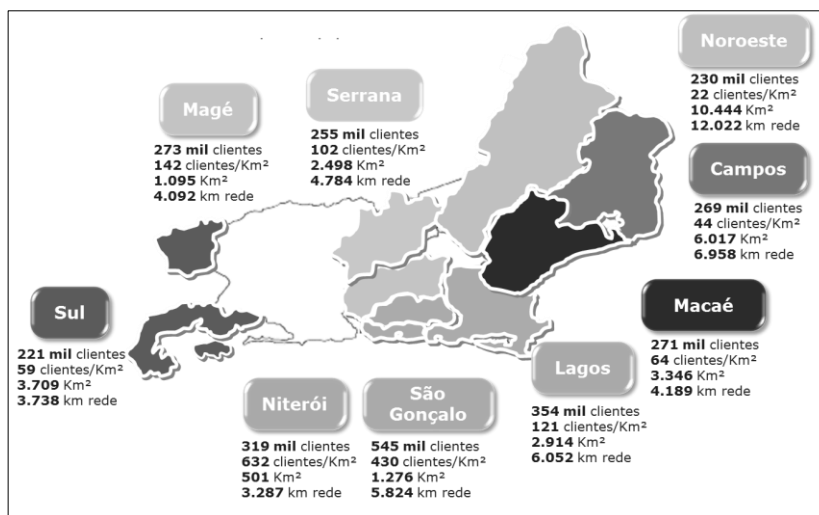 Noroeste
230 mil clientes
22 clientes/Km²
10.444 Km²
12.022 km rede
Magé
273 mil clientes
142 clientes/Km²
1.095 Km²
4.092 km rede
Serrana
255 mil clientes
102 clientes/Km²
2.498 Km²
4.784 km rede
Campos
269 mil clientes
44 clientes/Km²
6.017 Km²
6.958 km rede
Sul
221 mil clientes
59 clientes/Km²
3.709 Km²
3.738 km rede
Macaé
271 mil clientes
64 clientes/Km²
3.346 Km²
4.189 km rede
Niterói
319 mil clientes
632 clientes/Km²
501 Km²
3.287 km rede
São
Gonçalo
545 mil clientes
430 clientes/Km²
1.276 Km²
5.824 km rede
Lagos
354 mil clientes
121 clientes/Km²
2.914 Km²
6.052 km rede